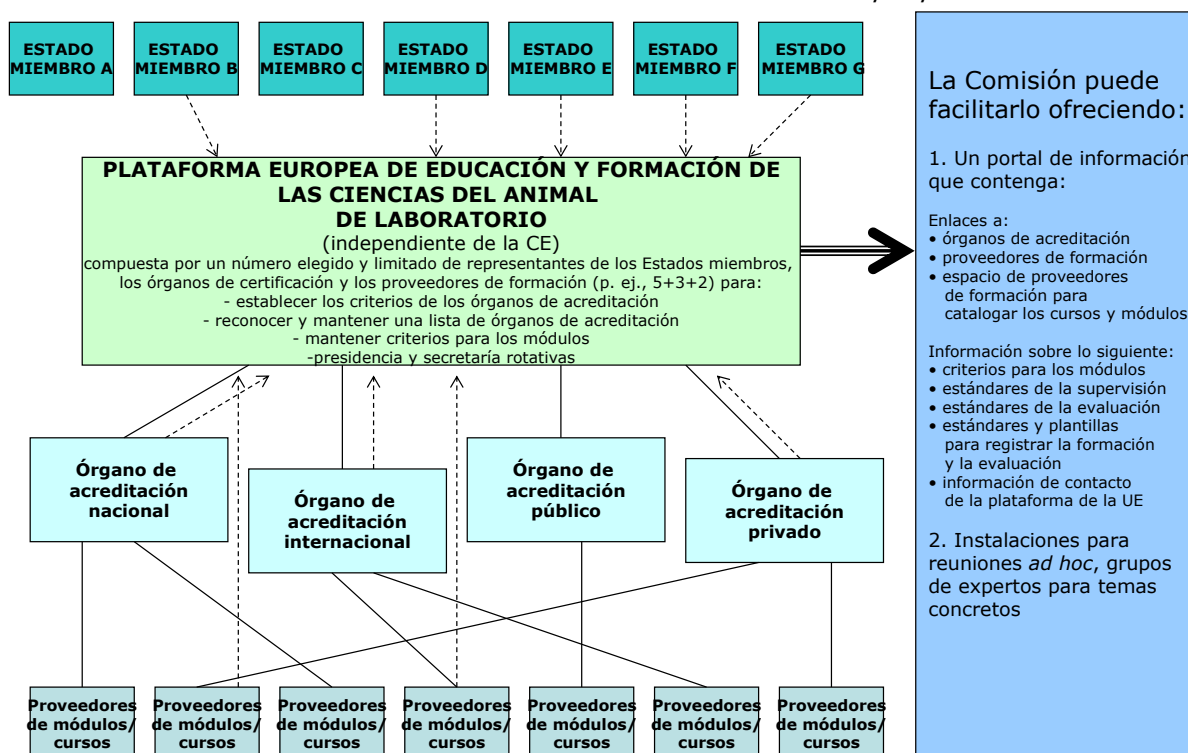 ESTADO
MIEMBRO A
ESTADO
MIEMBRO B
ESTADO
MIEMBRO C
ESTADO
MIEMBRO D
ESTADO
MIEMBRO E
ESTADO
MIEMBRO F
ESTADO
MIEMBRO G
PLATAFORMA EUROPEA DE EDUCACIÓN Y FORMACIÓN DE
LAS CIENCIAS DEL ANIMAL
DE LABORATORIO
(independiente de la CE)
compuesta por un número elegido y limitado de representantes de los Estados miembros,
los órganos de certificación y los proveedores de formación (p. ej., 5+3+2) para:
- establecer los criterios de los órganos de acreditación
- reconocer y mantener una lista de órganos de acreditación
- mantener criterios para los módulos
-presidencia y secretaría rotativas
Órgano de
acreditación
nacional
Órgano de
acreditación
internacional
Órgano de
acreditación
público
Órgano de
acreditación
privado
Proveedores
de módulos/
cursos
Proveedores
de módulos/
cursos
Proveedores
de módulos/
cursos
Proveedores
de módulos/
cursos
Proveedores
de módulos/
cursos
Proveedores
de módulos/
cursos
Proveedores
de módulos/
cursos
La Comisión puede
facilitarlo ofreciendo:
1. Un portal de información
que contenga:
Enlaces a:
• órganos de acreditación
• proveedores de formación
• espacio de proveedores
de formación para
catalogar los cursos y módulos
Información sobre lo siguiente:
• criterios para los módulos
• estándares de la supervisión
• estándares de la evaluación
• estándares y plantillas
para registrar la formación
y la evaluación
• información de contacto
de la plataforma de la UE
2. Instalaciones para
reuniones ad hoc, grupos
de expertos para temas
concretos